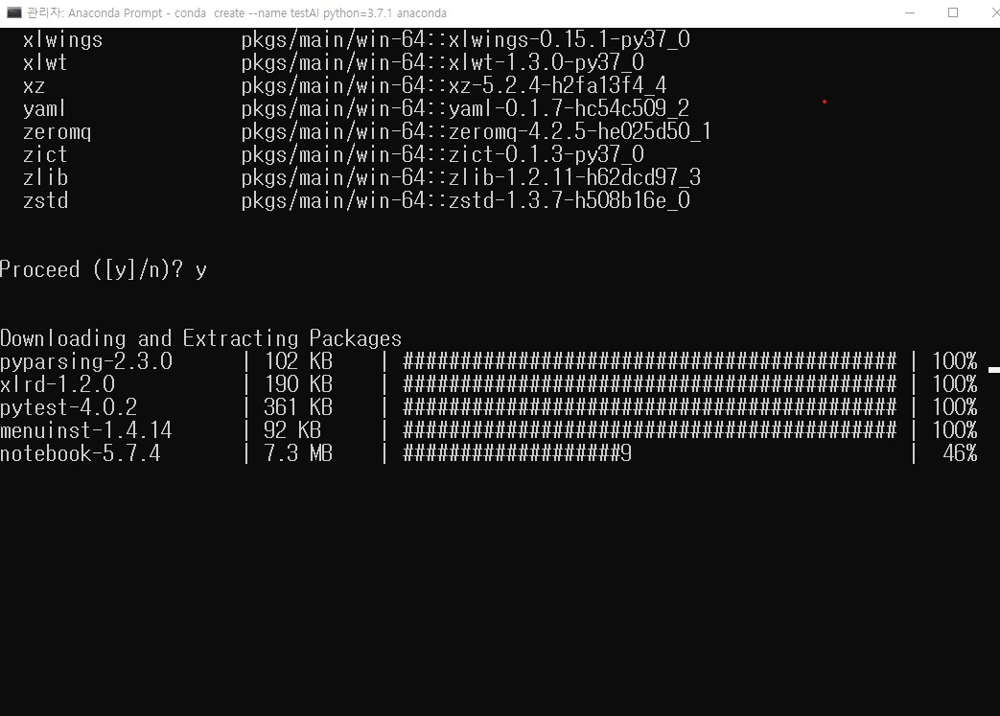 관리자: Anaconda Prompt - conda  create --name testAI python=3.7.1 anaconda
xlwings            pkgs/main/win-64::xlwings-0.15.1-py37_0
xlwt               pkgs/main/win-64::xlwt-1.3.0-py37_0
xz                 pkgs/main/win-64::xz-5.2.4-h2fa13f4_4
yaml               pkgs/main/win-64::yaml-0.1.7-hc54c509_2
zeromq             pkgs/main/win-64::zeromq-4.2.5-he025d50_1
zict               pkgs/main/win-64::zict-0.1.3-py37_0
zlib               pkgs/main/win-64::zlib-1.2.11-h62dcd97_3
zstd               pkgs/main/win-64::zstd-1.3.7-h508b16e_0
Proceed ([y]/n)? y
Downloading and Extracting Packages
pyparsing-2.3.0      | 102 KB    | ########################################### | 100%
xlrd-1.2.0           | 190 KB    | ########################################### | 100%
pytest-4.0.2         | 361 KB    | ########################################### | 100%
menuinst-1.4.14      | 92 KB     | ########################################### | 100%
notebook-5.7.4       | 7.3 MB    | ###################9                        |  46%